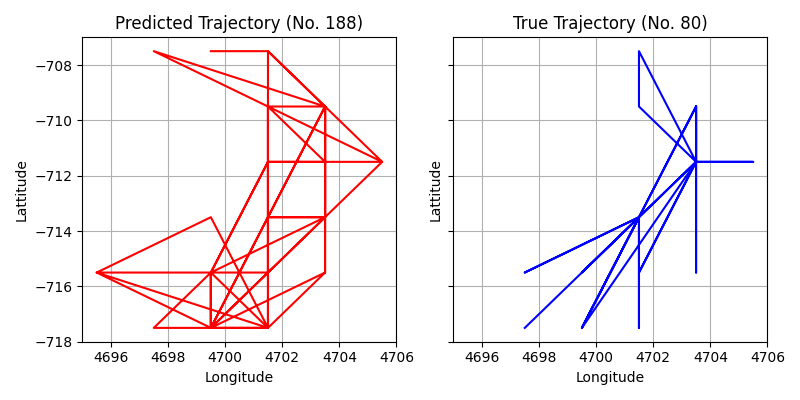 Predicted Trajectory (No. 188)
True Trajectory (No. 80)
Lattitude
−708
−710
−712
−714
−716
−718
4696 4698 4700 4702 4704 4706
Longitude
Lattitude
4696 4698 4700 4702 4704 4706
Longitude